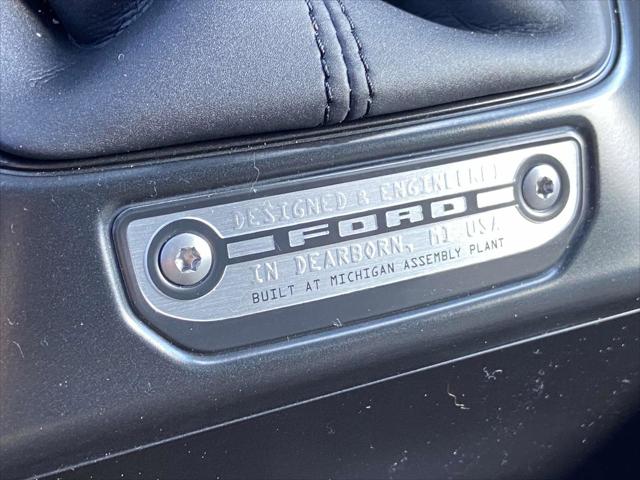 DESIGNED & ENGINEERED
FORD
IN DEARBORN, MI USA
BUILT AT MICHIGAN ASSEMBLY PLANT